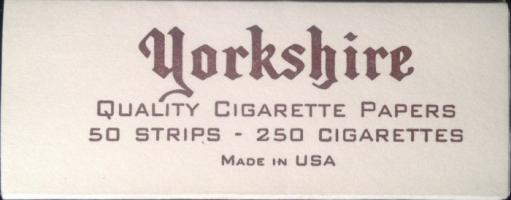 Yorkshire
QUALITY CIGARETTE PAPERS
50 STRIPS - 250 CIGARETTES
MADE IN USA